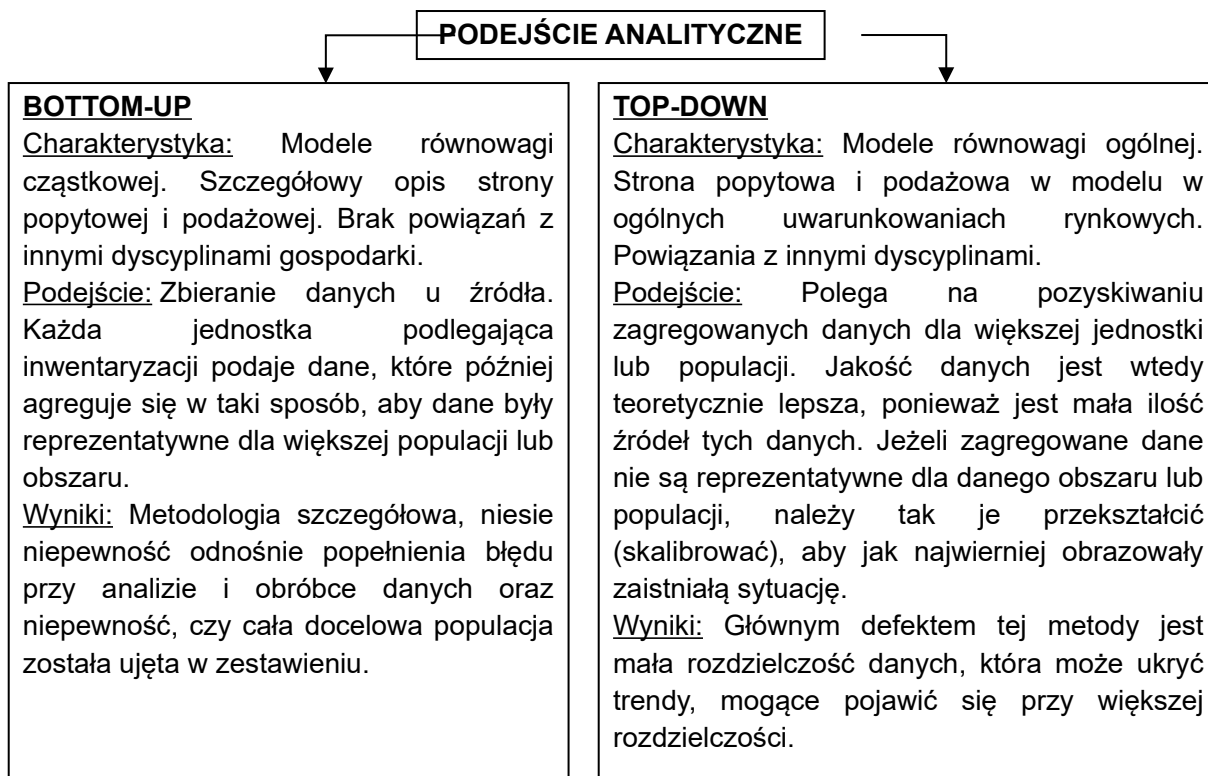 PODEJŚCIE ANALITYCZNE
BOTTOM-UP
Charakterystyka: Modele równowagi
cząstkowej. Szczegółowy opis strony
popytowej i podażowej. Brak powiązań z
innymi dyscyplinami gospodarki.
Podejście: Zbieranie danych u źródła.
Każda jednostka podlegająca
inwentaryzacji podaje dane, które później
agreguje się w taki sposób, aby dane były
reprezentatywne dla większej populacji lub
obszaru.
Wyniki: Metodologia szczegółowa, niesie
niepewność odnośnie popełnienia błędu
przy analizie i obróbce danych oraz
niepewność, czy cała docelowa populacja
została ujęta w zestawieniu.
TOP-DOWN
Charakterystyka: Modele równowagi ogólnej.
Strona popytowa i podażowa w modelu w
ogólnych uwarunkowaniach rynkowych.
Powiązania z innymi dyscyplinami.
Podejście: Polega na pozyskiwaniu
zagregowanych danych dla większej jednostki
lub populacji. Jakość danych jest wtedy
teoretycznie lepsza, ponieważ jest mała ilość
źródeł tych danych. Jeżeli zagregowane dane
nie są reprezentatywne dla danego obszaru lub
populacji, należy tak je przekształcić
(skalibrować), aby jak najwierniej obrazowały
zaistniałą sytuację.
Wyniki: Głównym defektem tej metody jest
mała rozdzielczość danych, która może ukryć
trendy, mogące pojawić się przy większej
rozdzielczości.